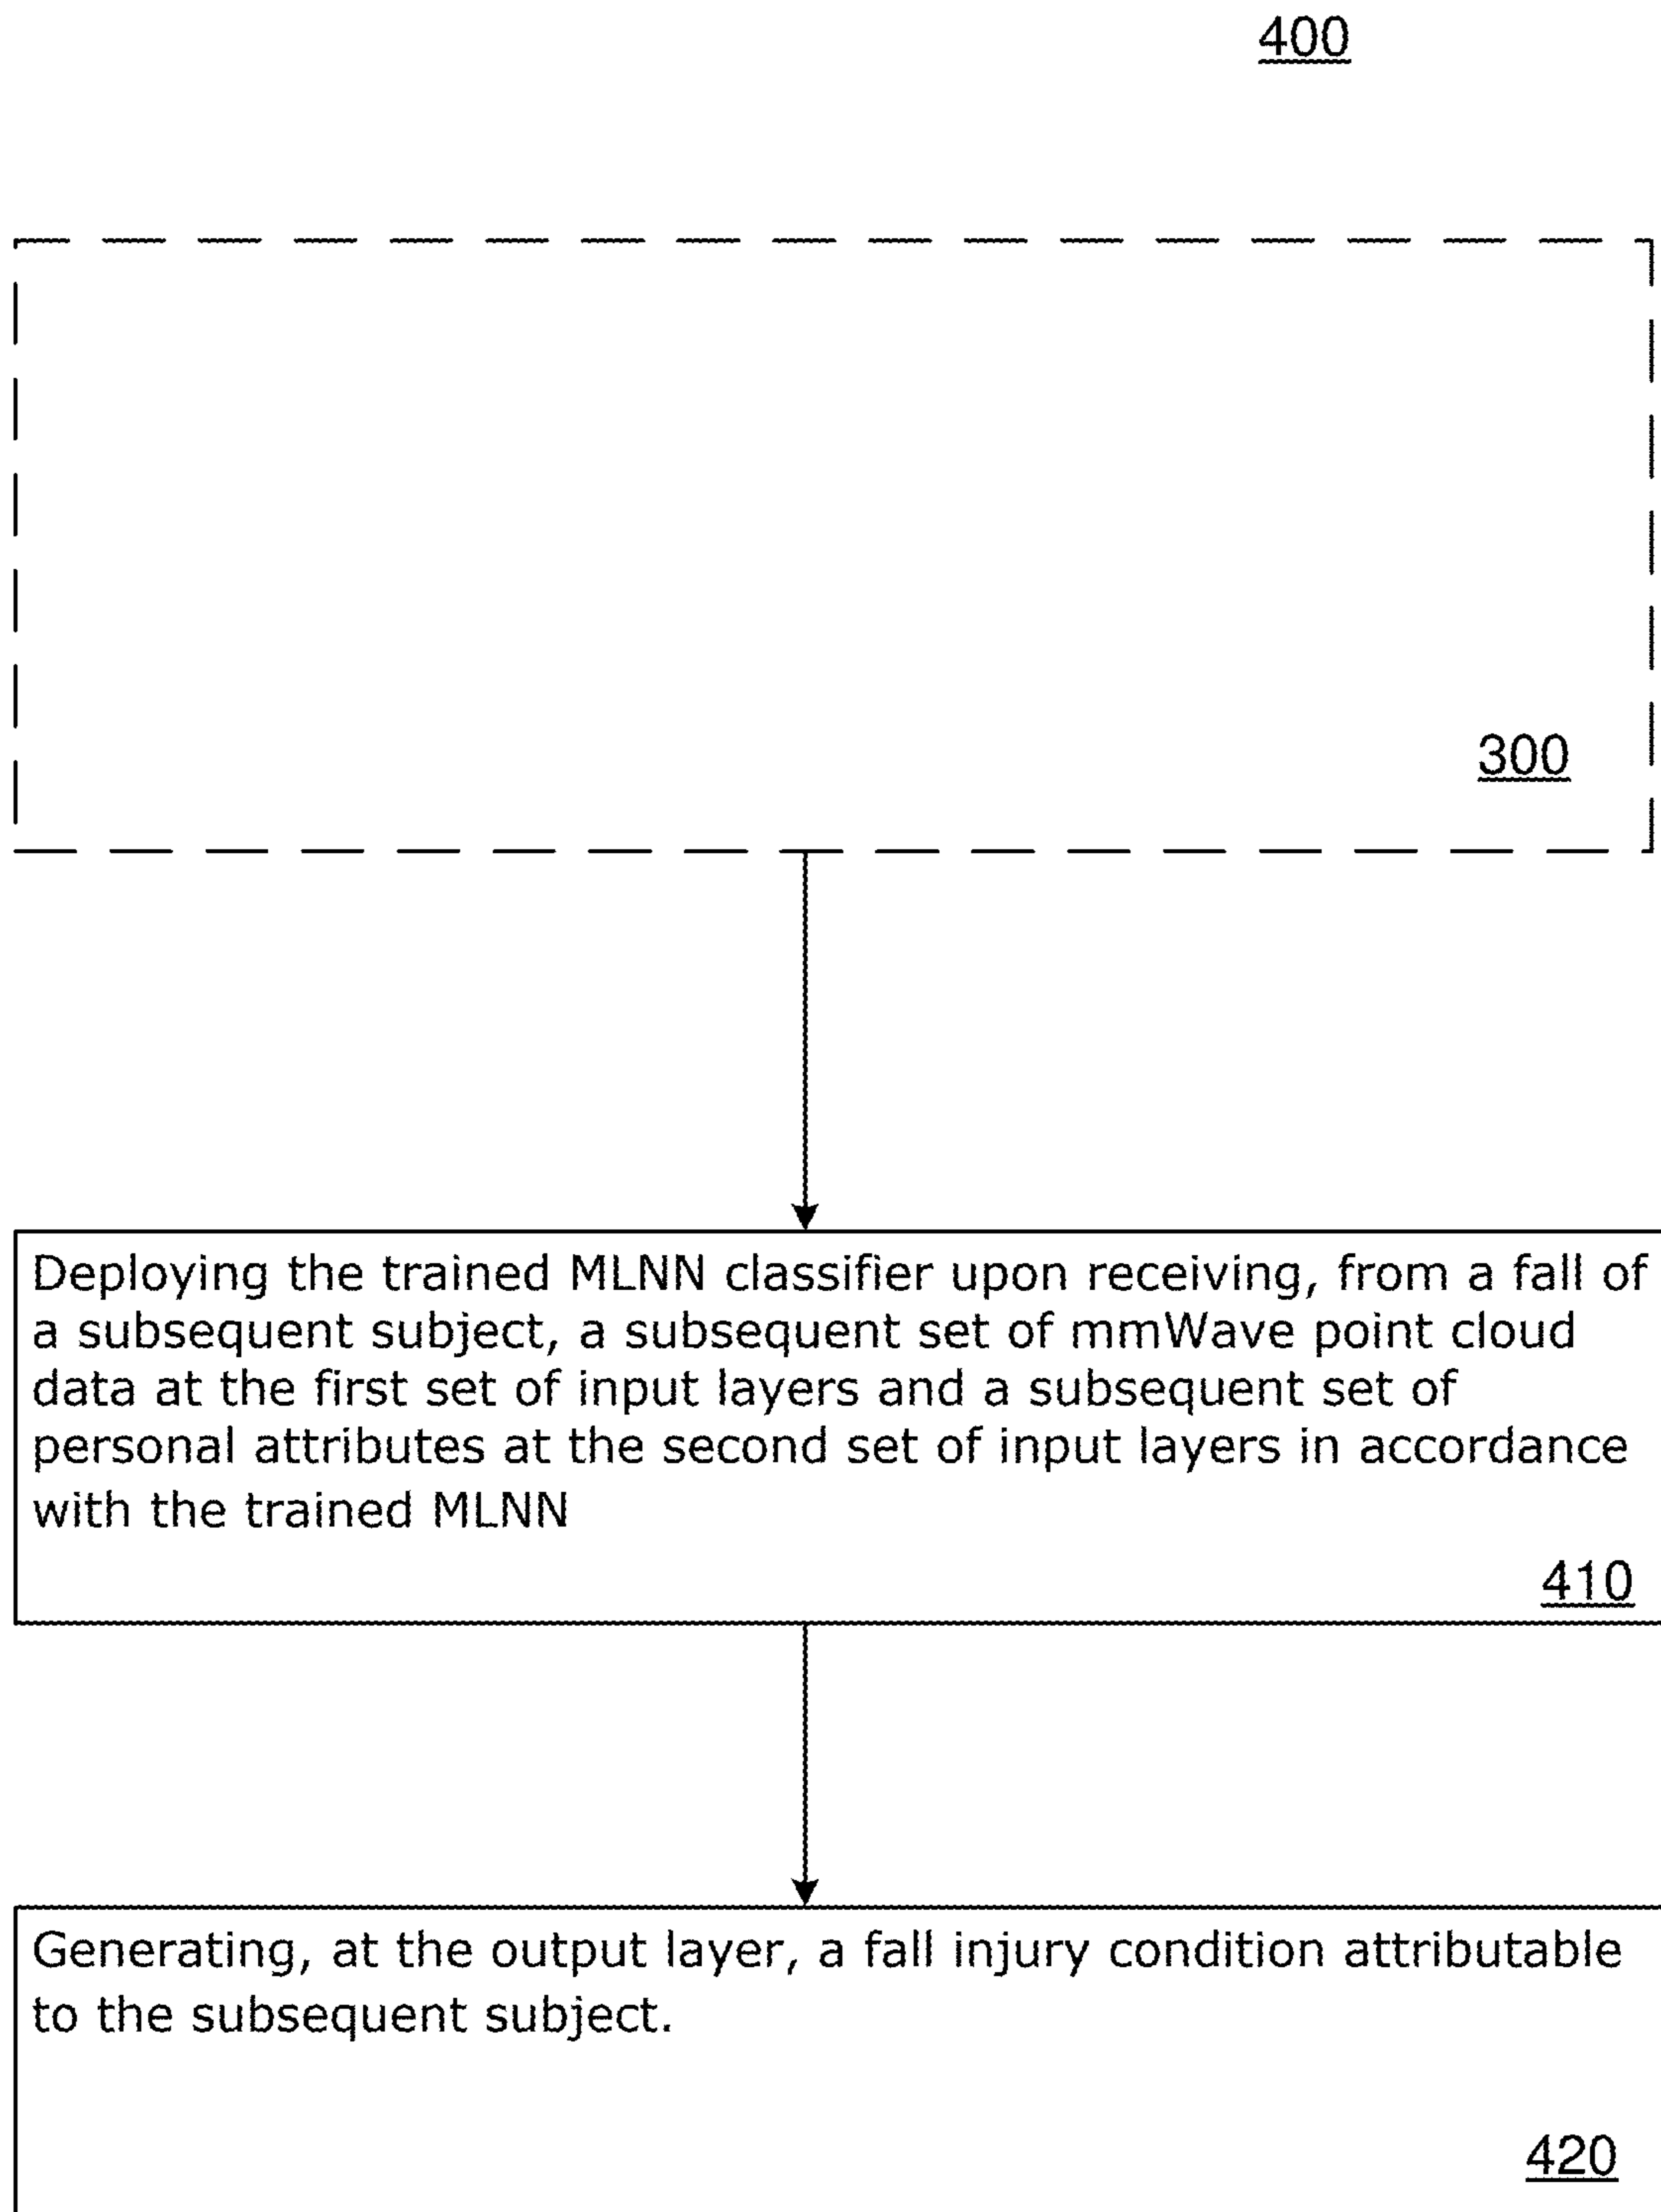 400
300
Deploying the trained MLNN classifier upon receiving, from a fall of
a subsequent subject, a subsequent set of mmWave point cloud
data at the first set of input layers and a subsequent set of
personal attributes at the second set of input layers in accordance
with the trained MLNN
410
Generating, at the output layer, a fall injury condition attributable
to the subsequent subject.
420